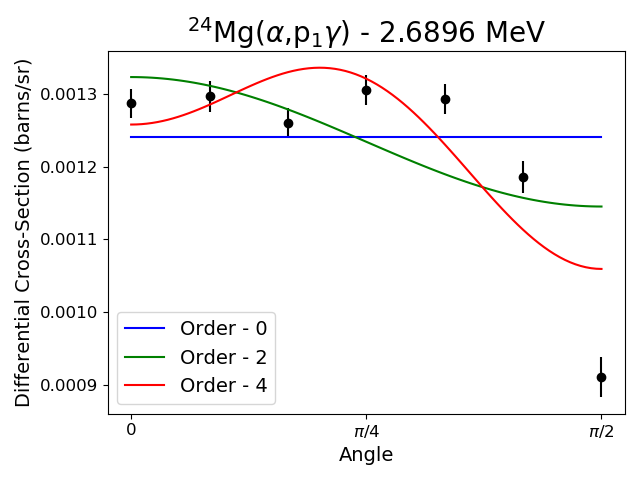 ²⁴Mg(α,p₁γ) - 2.6896 MeV
Differential Cross-Section (barns/sr)
0.0013
0.0012
0.0011
0.0010
0.0009
Order - 0
Order - 2
Order - 4
0 π/4 π/2
Angle